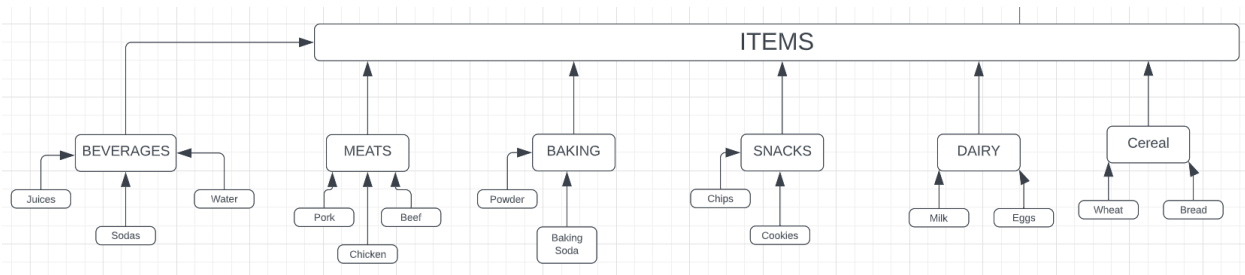 ITEMS
BEVERAGES
MEATS
BAKING
SNACKS
DAIRY
Cereal
Juices
Water
Sodas
Pork
Beef
Chicken
Powder
Baking
Soda
Chips
Cookies
Milk
Eggs
Wheat
Bread